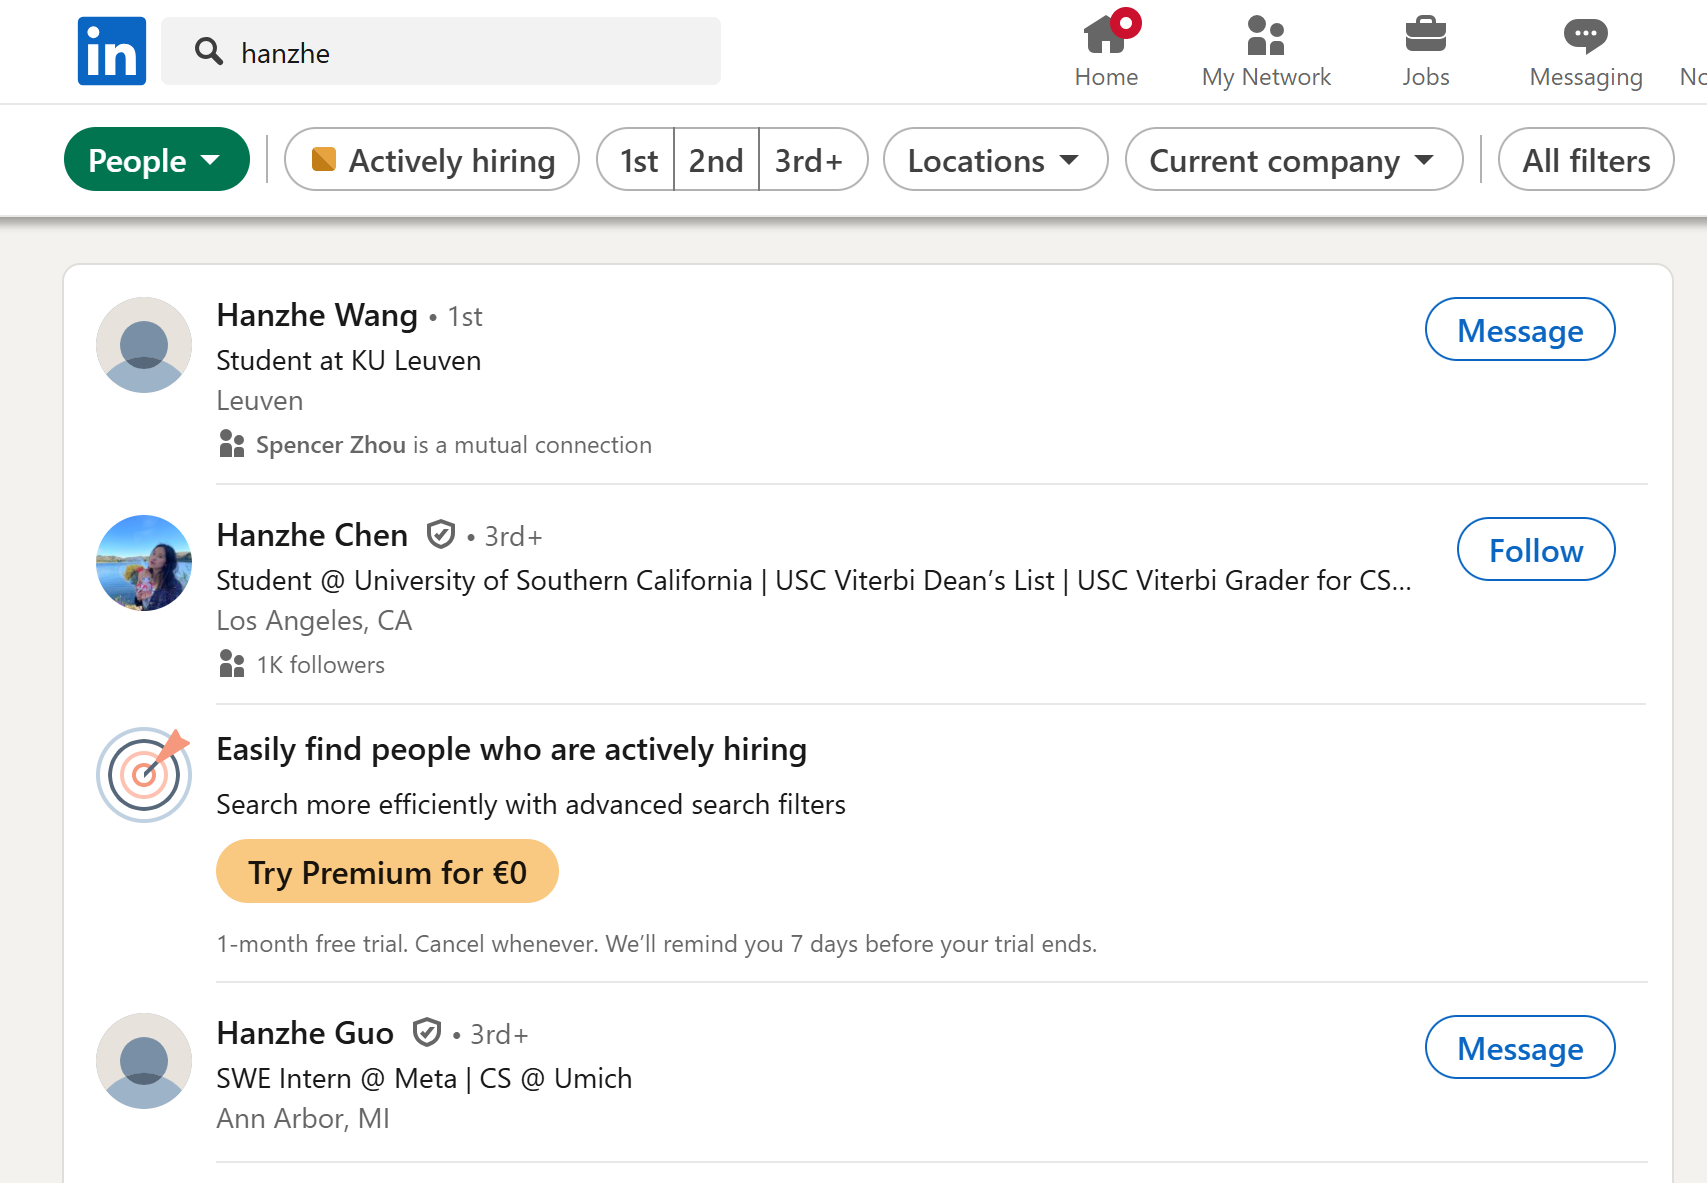 in
hanzhe
Home
My Network
Jobs
Messaging
People
Actively hiring
1st
2nd
3rd+
Locations
Current company
All filters
Hanzhe Wang • 1st
Message
Student at KU Leuven
Leuven
Spencer Zhou is a mutual connection
Hanzhe Chen • 3rd+
Follow
Student @ University of Southern California | USC Viterbi Dean’s List | USC Viterbi Grader for CS...
Los Angeles, CA
1K followers
Easily find people who are actively hiring
Search more efficiently with advanced search filters
Try Premium for €0
1-month free trial. Cancel whenever. We’ll remind you 7 days before your trial ends.
Hanzhe Guo • 3rd+
Message
SWE Intern @ Meta | CS @ Umich
Ann Arbor, MI